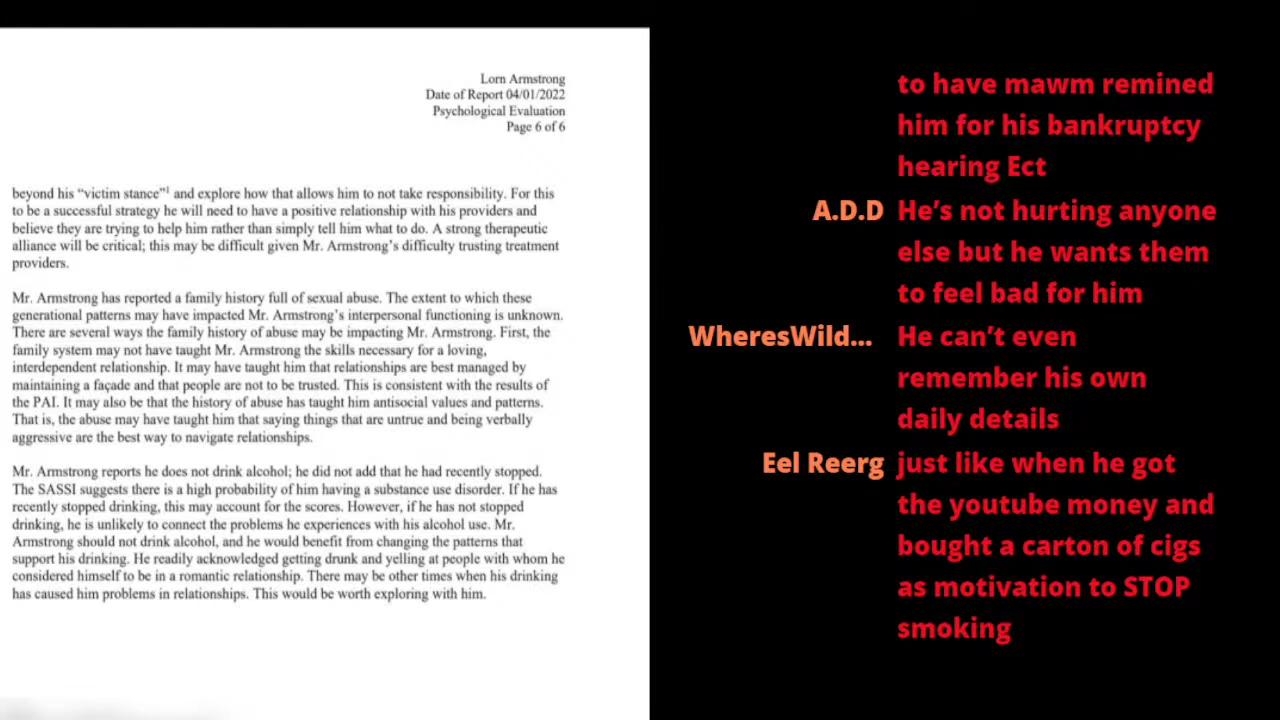 Lorn Armstrong
Date of Report 04/01/2022
Psychological Evaluation
Page 6 of 6
beyond his “victim stance”¹ and explore how that allows him to not take responsibility. For this
to be a successful strategy he will need to have a positive relationship with his providers and
believe they are trying to help him rather than simply tell him what to do. A strong therapeutic
alliance will be critical; this may be difficult given Mr. Armstrong’s difficulty trusting treatment
providers.
Mr. Armstrong has reported a family history full of sexual abuse. The extent to which these
generational patterns may have impacted Mr. Armstrong’s interpersonal functioning is unknown.
There are several ways the family history of abuse may be impacting Mr. Armstrong. First, the
family system may not have taught Mr. Armstrong the skills necessary for a loving,
interdependent relationship. It may have taught him that relationships are best managed by
maintaining a façade and that people are not to be trusted. This is consistent with the results of
the PAI. It may also be that the history of abuse has taught him antisocial values and patterns.
That is, the abuse may have taught him that saying things that are untrue and being verbally
aggressive are the best way to navigate relationships.
Mr. Armstrong reports he does not drink alcohol; he did not add that he had recently stopped.
The SASSI suggests there is a high probability of him having a substance use disorder. If he has
recently stopped drinking, this may account for the scores. However, if he has not stopped
drinking, he is unlikely to connect the problems he experiences with his alcohol use. Mr.
Armstrong should not drink alcohol, and he would benefit from changing the patterns that
support his drinking. He readily acknowledged getting drunk and yelling at people with whom he
considered himself to be in a romantic relationship. There may be other times when his drinking
has caused him problems in relationships. This would be worth exploring with him.
to have mawm remined
him for his bankruptcy
hearing Ect
A.D.D He’s not hurting anyone
else but he wants them
to feel bad for him
WheresWild... He can’t even
remember his own
daily details
Eel Reerg just like when he got
the youtube money and
bought a carton of cigs
as motivation to STOP
smoking